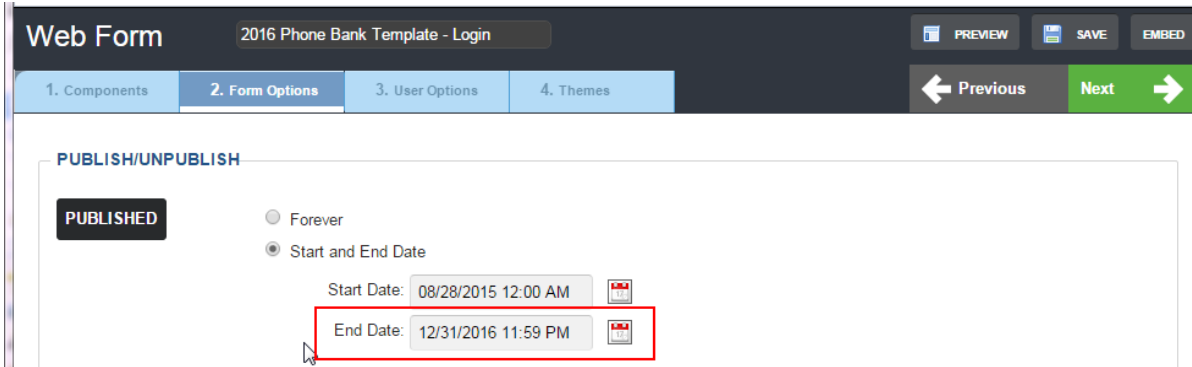 Web Form
2016 Phone Bank Template - Login
PREVIEW
SAVE
EMBED
1. Components
2. Form Options
3. User Options
4. Themes
Previous
Next
PUBLISH/UNPUBLISH
PUBLISHED
Forever
Start and End Date
Start Date: 08/28/2015 12:00 AM
End Date: 12/31/2016 11:59 PM